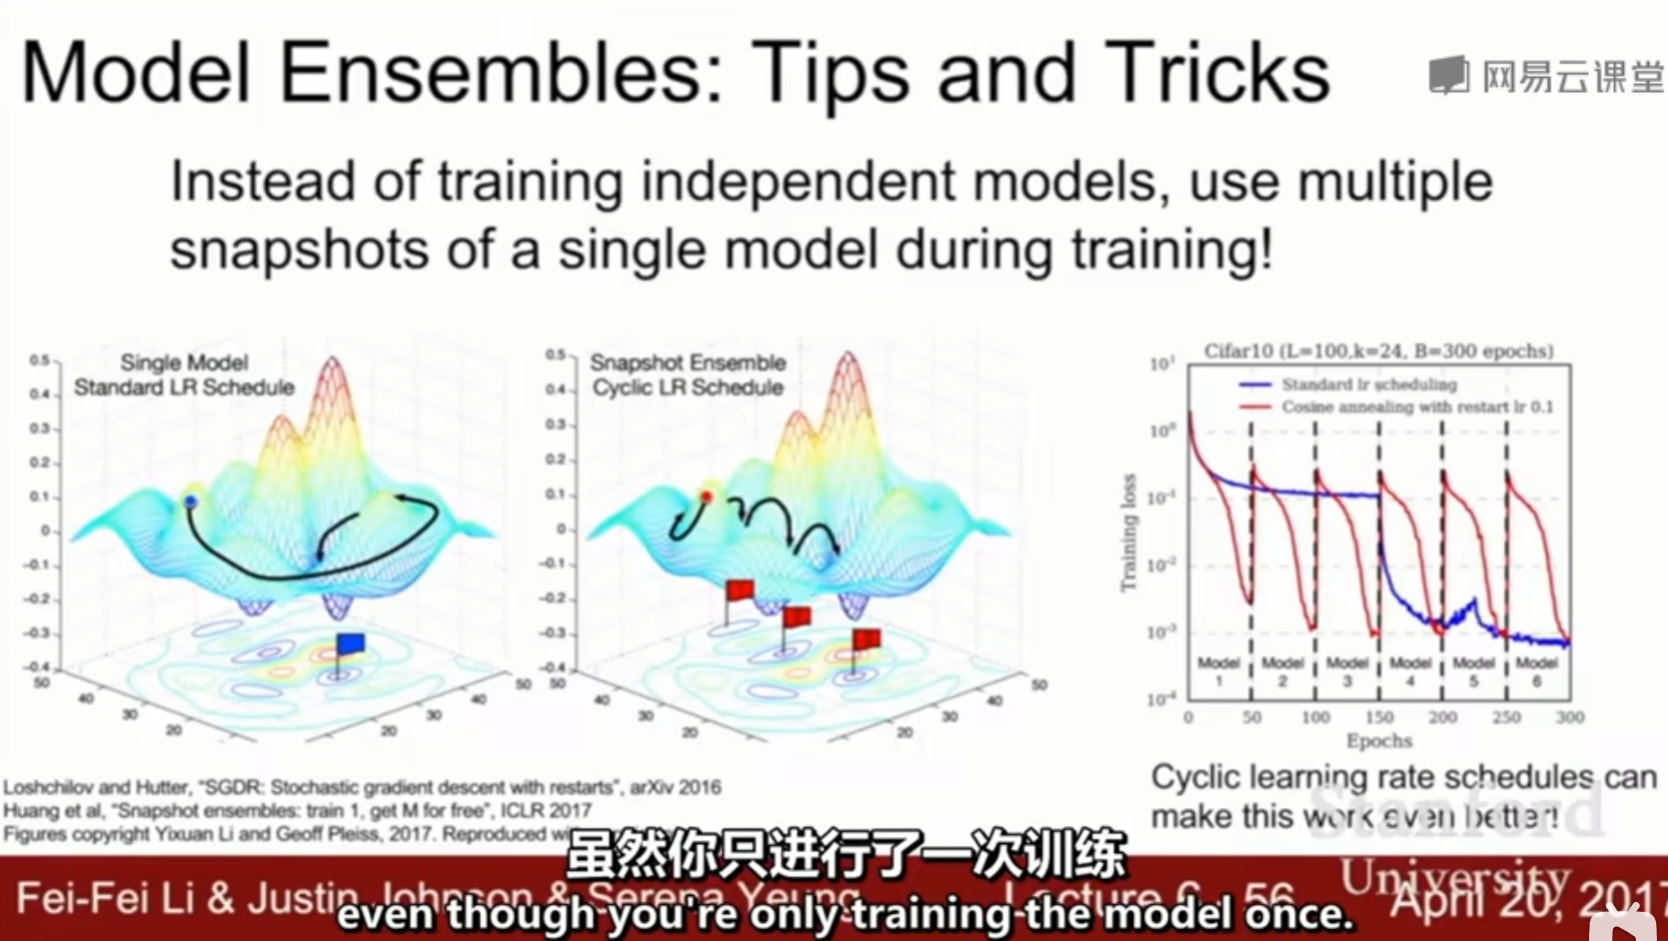 Model Ensembles: Tips and Tricks
网易云课堂
Instead of training independent models, use multiple
snapshots of a single model during training!
Single Model
Standard LR Schedule
0.5
0.4
0.3
0.2
0.1
0
-0.1
-0.2
-0.3
-0.4
50
40
30
20
20
30
40
50
Snapshot Ensemble
Cyclic LR Schedule
0.5
0.4
0.3
0.2
0.1
0
-0.1
-0.2
-0.3
-0.4
50
40
30
20
20
30
40
50
Cifar10 (L=100,k=24, B=300 epochs)
Standard lr scheduling
Cosine annealing with restart lr 0.1
Training loss
10¹
10⁰
10⁻¹
10⁻²
10⁻³
10⁻⁴
Model 1
Model 2
Model 3
Model 4
Model 5
Model 6
0 50 100 150 200 250 300
Epochs
Loshchilov and Hutter, "SGDR: Stochastic gradient descent with restarts", arXiv 2016
Huang et al, "Snapshot ensembles: train 1, get M for free", ICLR 2017
Figures copyright Yixuan Li and Geoff Pleiss, 2017. Reproduced
Cyclic learning rate schedules can
make this work even better!
Stanford
University
虽然你只进行了一次训练
Fei-Fei Li & Justin Johnson & Serena Yeung
Lecture 6 - 56
April 20, 2017
even though you're only training the model once.